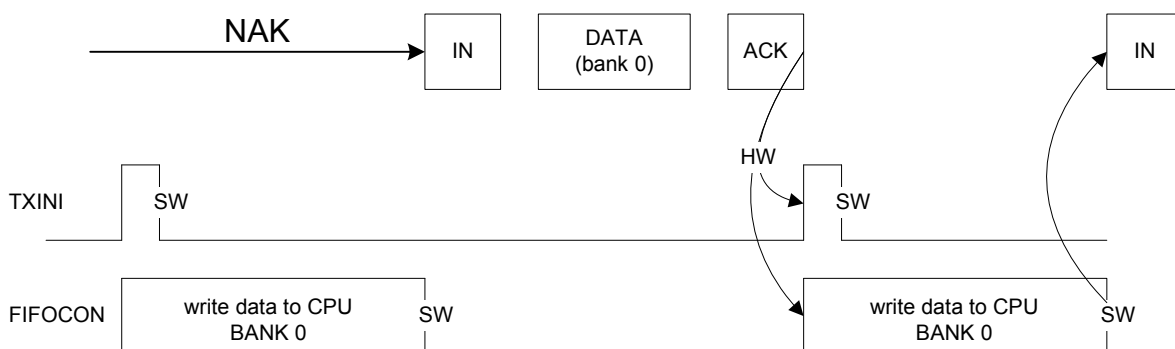 NAK
IN
DATA
(bank 0)
ACK
IN
HW
TXINI
SW
SW
FIFOCON
write data to CPU
BANK 0
SW
write data to CPU
BANK 0
SW